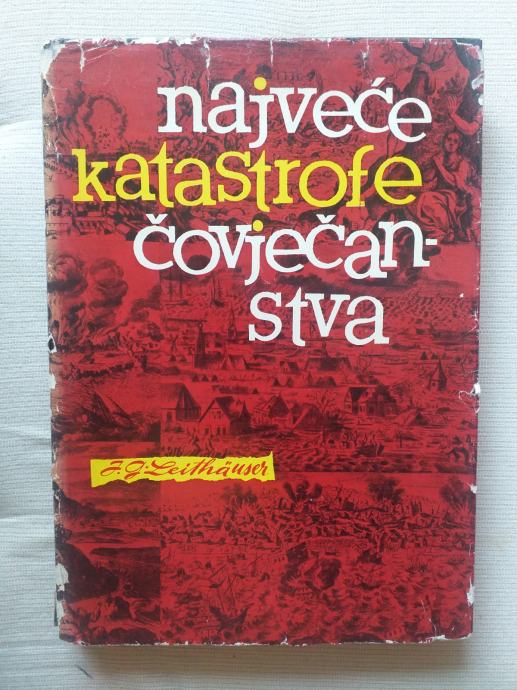 najveće
katastrofe
čovječan-
stva
J. G. Leithäuser